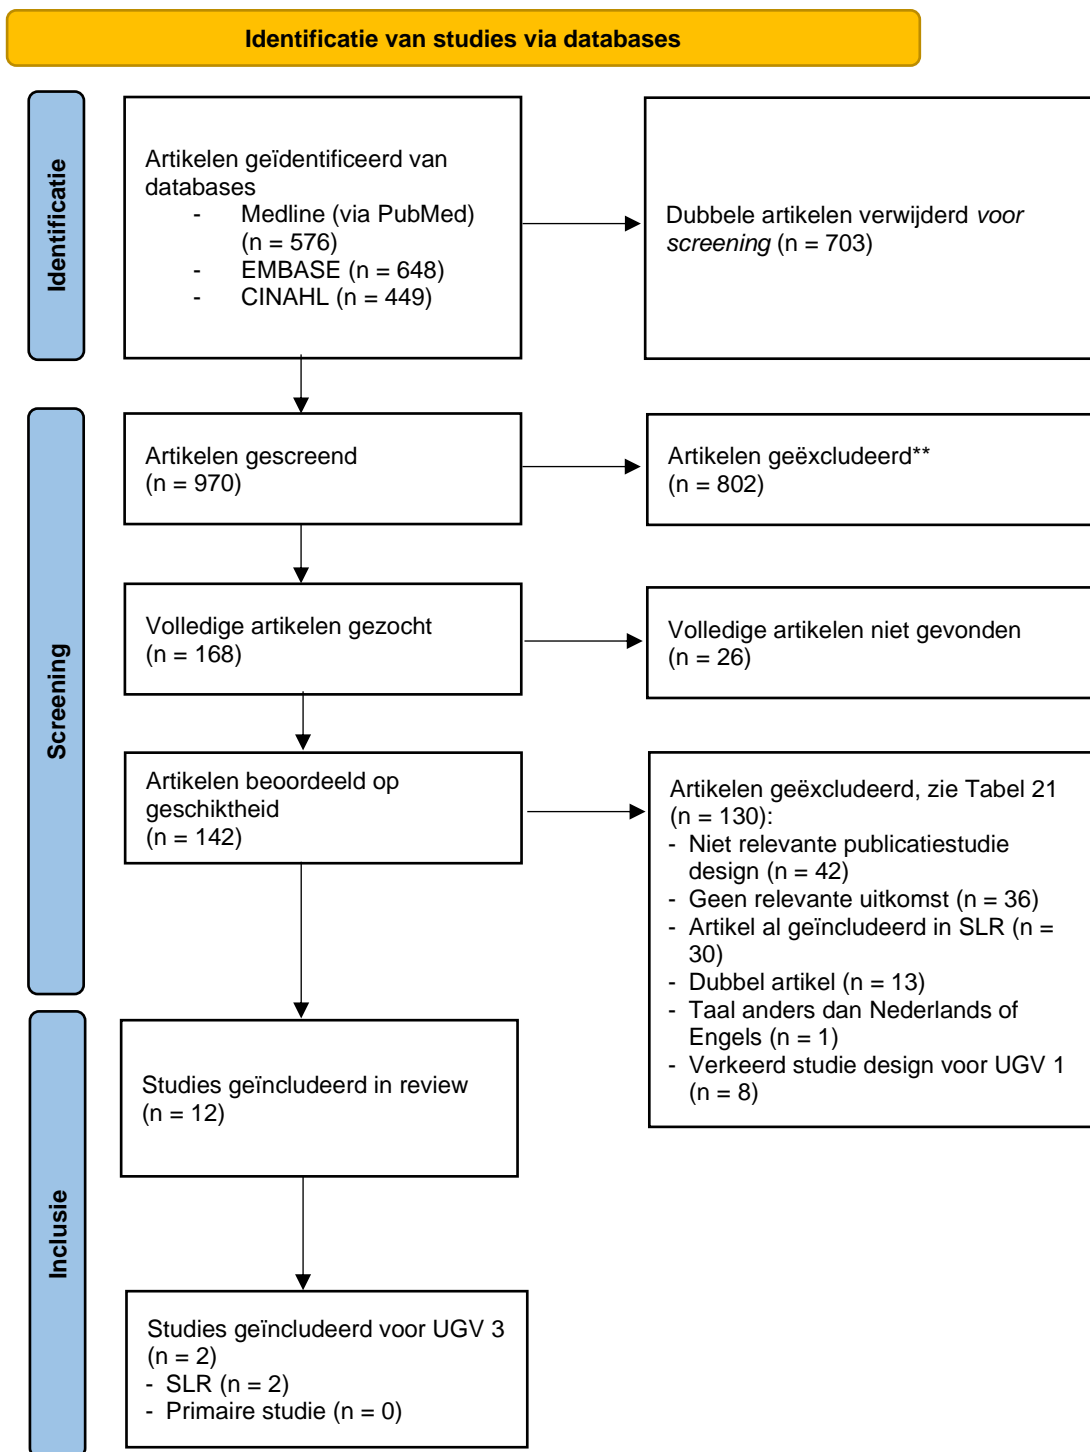 Identificatie van studies via databases
Identificatie
Artikelen geïdentificeerd van
databases
- Medline (via PubMed)
(n = 576)
- EMBASE (n = 648)
- CINAHL (n = 449)
Dubbele artikelen verwijderd voor
screening (n = 703)
Screening
Artikelen gescreend
(n = 970)
Artikelen geëxcludeerd**
(n = 802)
Volledige artikelen gezocht
(n = 168)
Volledige artikelen niet gevonden
(n = 26)
Artikelen beoordeeld op
geschiktheid
(n = 142)
Artikelen geëxcludeerd, zie Tabel 21
(n = 130):
- Niet relevante publicatiestudie
design (n = 42)
- Geen relevante uitkomst (n = 36)
- Artikel al geïncludeerd in SLR (n =
30)
- Dubbel artikel (n = 13)
- Taal anders dan Nederlands of
Engels (n = 1)
- Verkeerd studie design voor UGV 1
(n = 8)
Inclusie
Studies geïncludeerd in review
(n = 12)
Studies geïncludeerd voor UGV 3
(n = 2)
- SLR (n = 2)
- Primaire studie (n = 0)